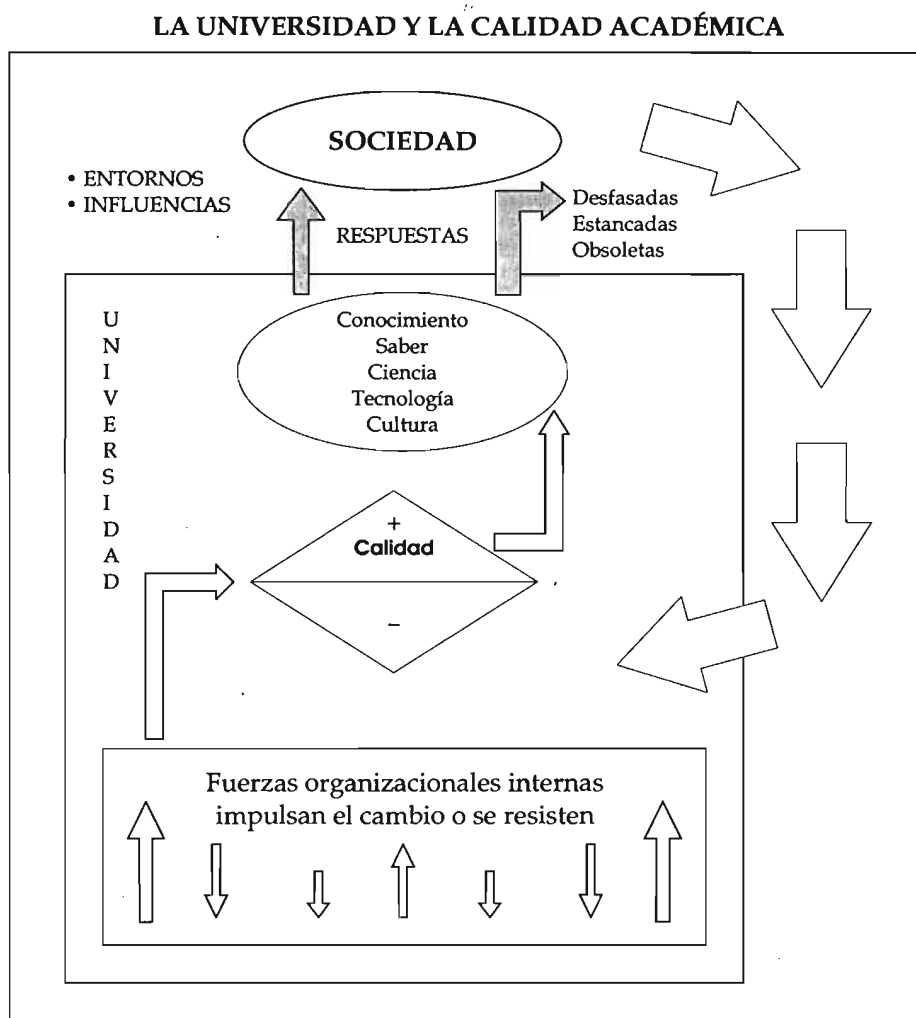 LA UNIVERSIDAD Y LA CALIDAD ACADÉMICA
SOCIEDAD
• ENTORNOS
• INFLUENCIAS
RESPUESTAS
Desfasadas
Estancadas
Obsoletas
UNIVERSIDAD
Conocimiento
Saber
Ciencia
Tecnología
Cultura
+
Calidad
−
Fuerzas organizacionales internas
impulsan el cambio o se resisten